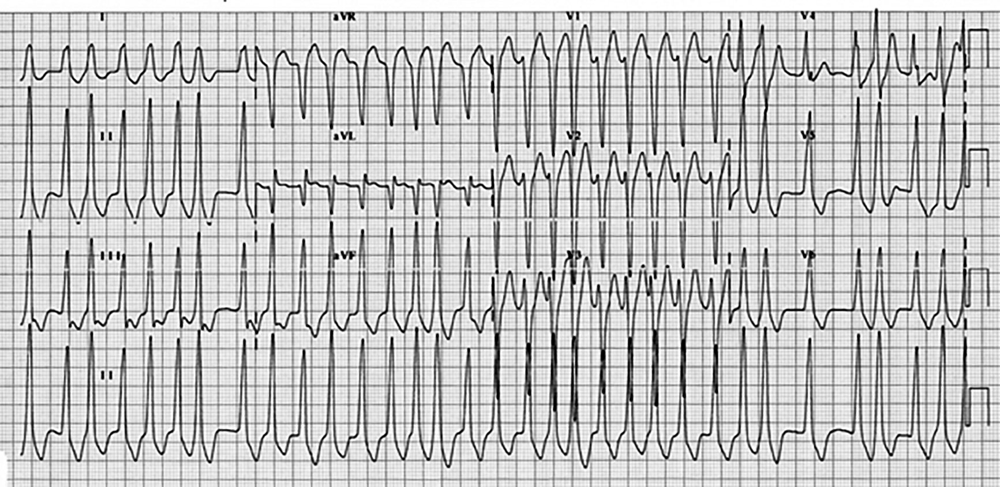 I aVR V1 V4
II aVL V2 V5
III aVF V3 V6
II